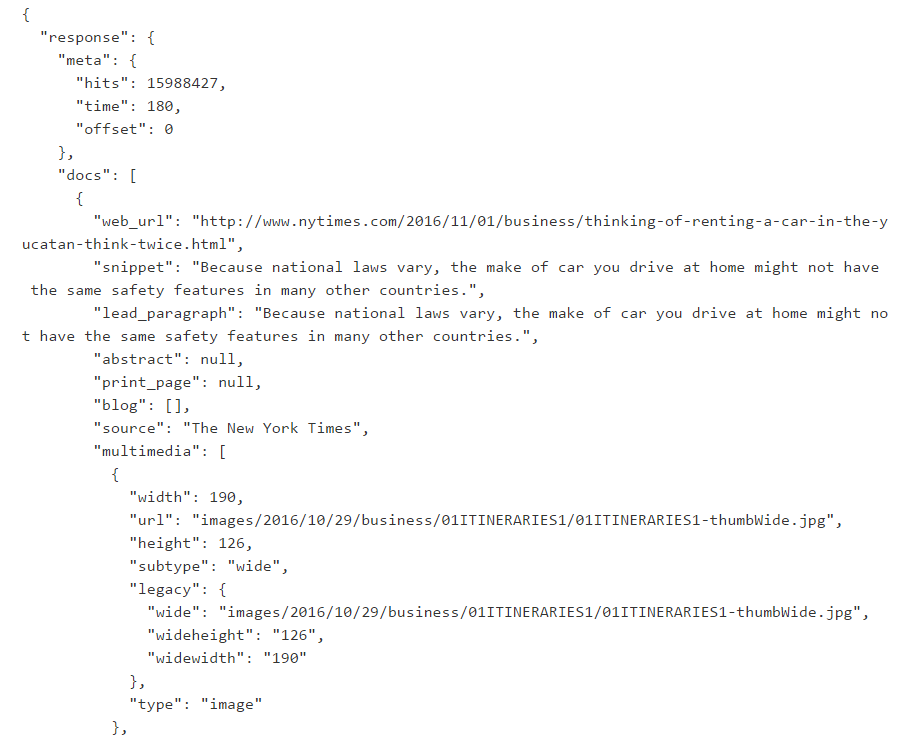 {
"response": {
"meta": {
"hits": 15988427,
"time": 180,
"offset": 0
},
"docs": [
{
"web_url": "http://www.nytimes.com/2016/11/01/business/thinking-of-renting-a-car-in-the-y
ucatan-think-twice.html",
"snippet": "Because national laws vary, the make of car you drive at home might not have
the same safety features in many other countries.",
"lead_paragraph": "Because national laws vary, the make of car you drive at home might no
t have the same safety features in many other countries.",
"abstract": null,
"print_page": null,
"blog": [],
"source": "The New York Times",
"multimedia": [
{
"width": 190,
"url": "images/2016/10/29/business/01ITINERARIES1/01ITINERARIES1-thumbWide.jpg",
"height": 126,
"subtype": "wide",
"legacy": {
"wide": "images/2016/10/29/business/01ITINERARIES1/01ITINERARIES1-thumbWide.jpg",
"wideheight": "126",
"widewidth": "190"
},
"type": "image"
},